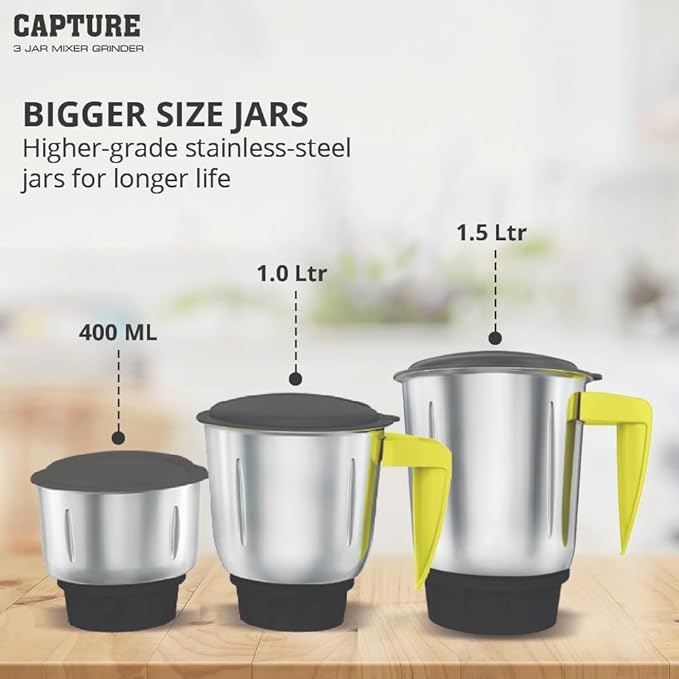 CAPTURE
3 JAR MIXER GRINDER
BIGGER SIZE JARS
Higher-grade stainless-steel
jars for longer life
1.5 Ltr
1.0 Ltr
400 ML